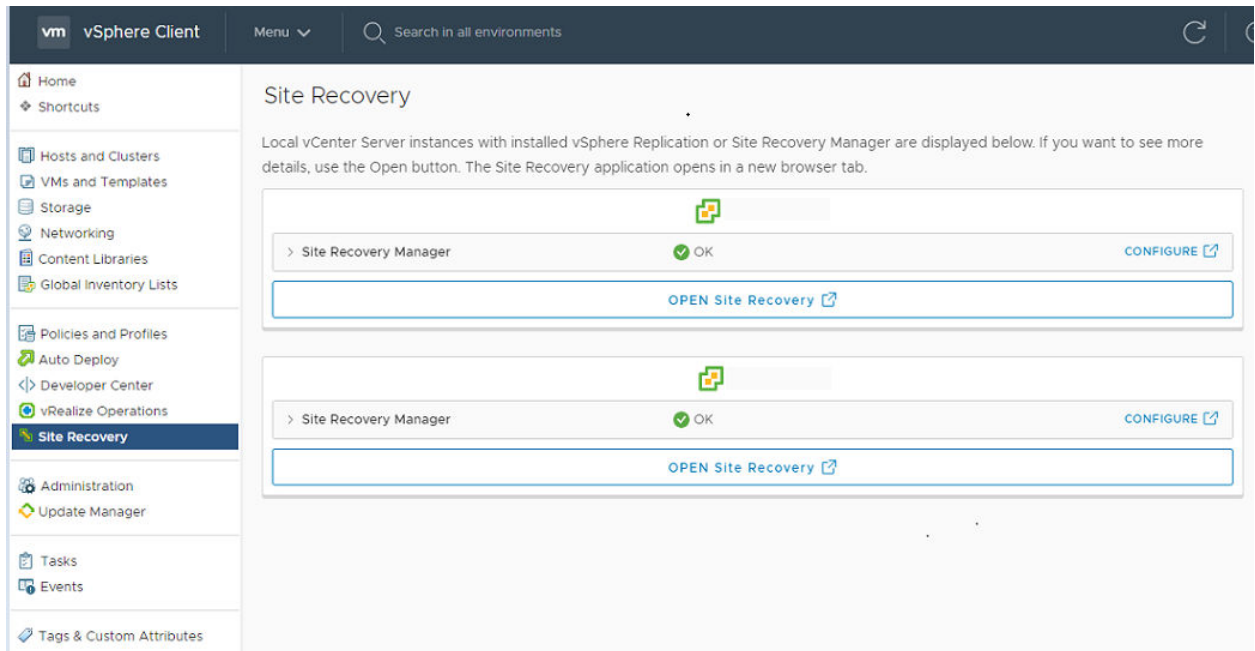 vm vSphere Client Menu Search in all environments
Home
Shortcuts
Hosts and Clusters
VMs and Templates
Storage
Networking
Content Libraries
Global Inventory Lists
Policies and Profiles
Auto Deploy
Developer Center
vRealize Operations
Site Recovery
Administration
Update Manager
Tasks
Events
Tags & Custom Attributes
Site Recovery
Local vCenter Server instances with installed vSphere Replication or Site Recovery Manager are displayed below. If you want to see more
details, use the Open button. The Site Recovery application opens in a new browser tab.
Site Recovery Manager OK CONFIGURE
OPEN Site Recovery
Site Recovery Manager OK CONFIGURE
OPEN Site Recovery